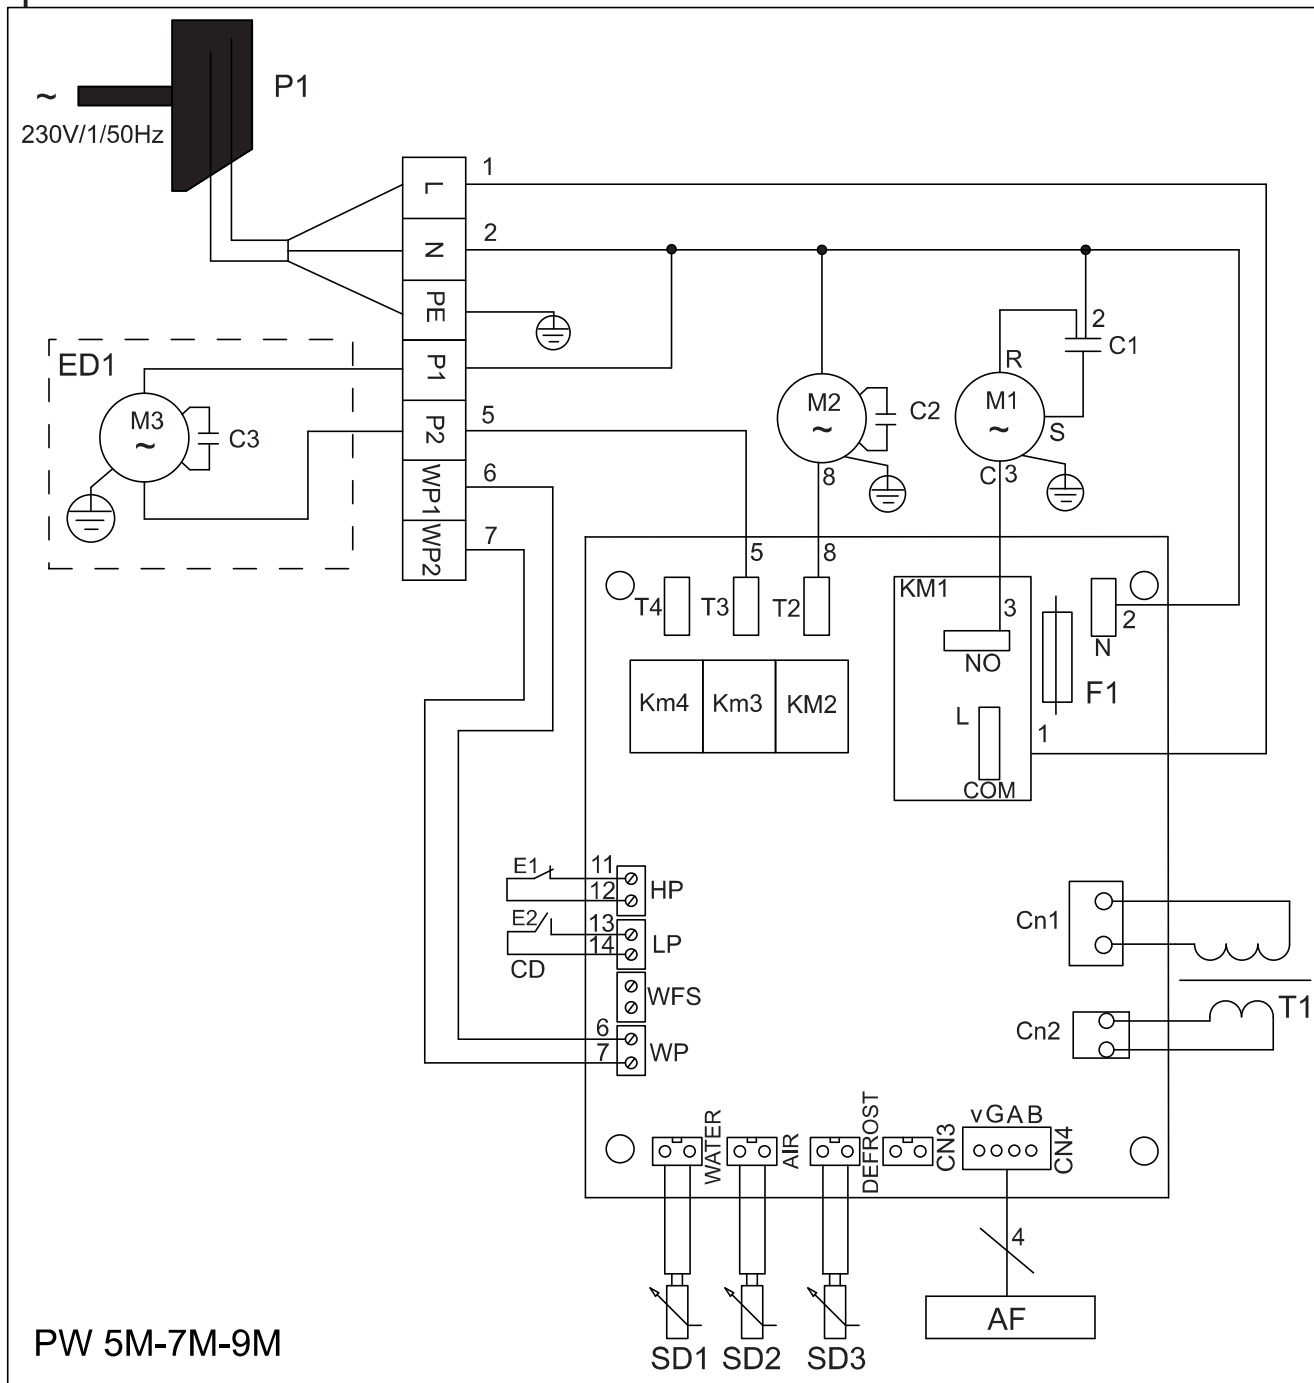 P1
~
230V/1/50Hz
1
L
2
N
PE
P1
5
P2
6
WP1
7
WP2
ED1
M3
~
C3
2
C1
R
M1
~
S
C 3
M2
~
C2
8
5
8
T4
T3
T2
KM1
3
NO
F1
2
N
Km4
Km3
KM2
L
1
COM
E1
11
12
HP
E2
13
14
LP
CD
WFS
6
7
WP
Cn1
T1
Cn2
WATER
AIR
DEFROST
CN3
vGAB
CN4
4
AF
SD1
SD2
SD3
PW 5M-7M-9M